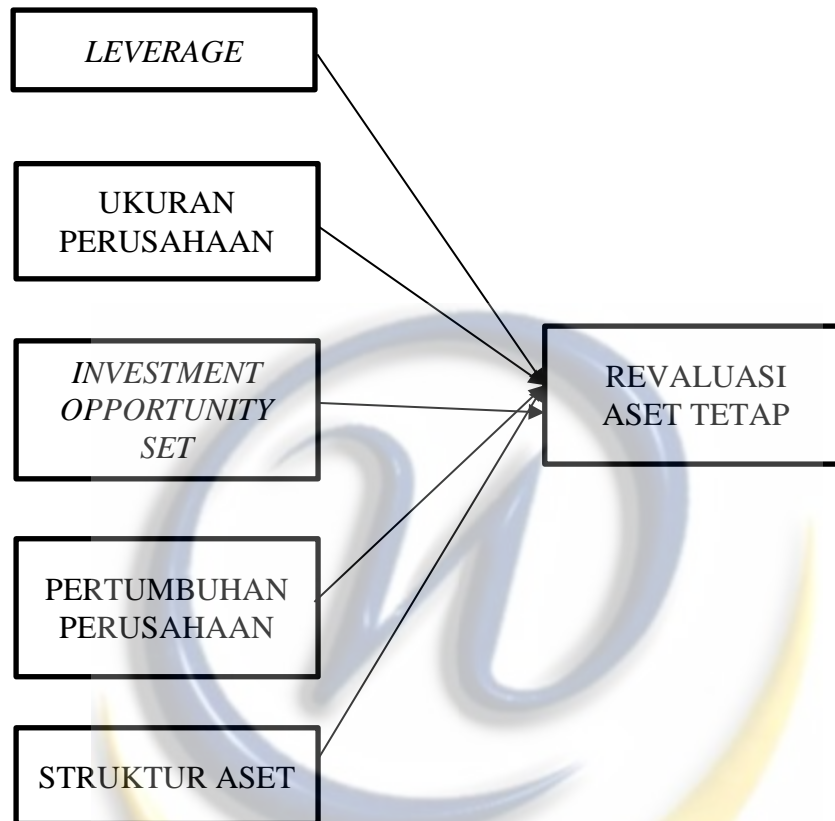 LEVERAGE
UKURAN
PERUSAHAAN
INVESTMENT
OPPORTUNITY
SET
REVALUASI
ASET TETAP
PERTUMBUHAN
PERUSAHAAN
STRUKTUR ASET